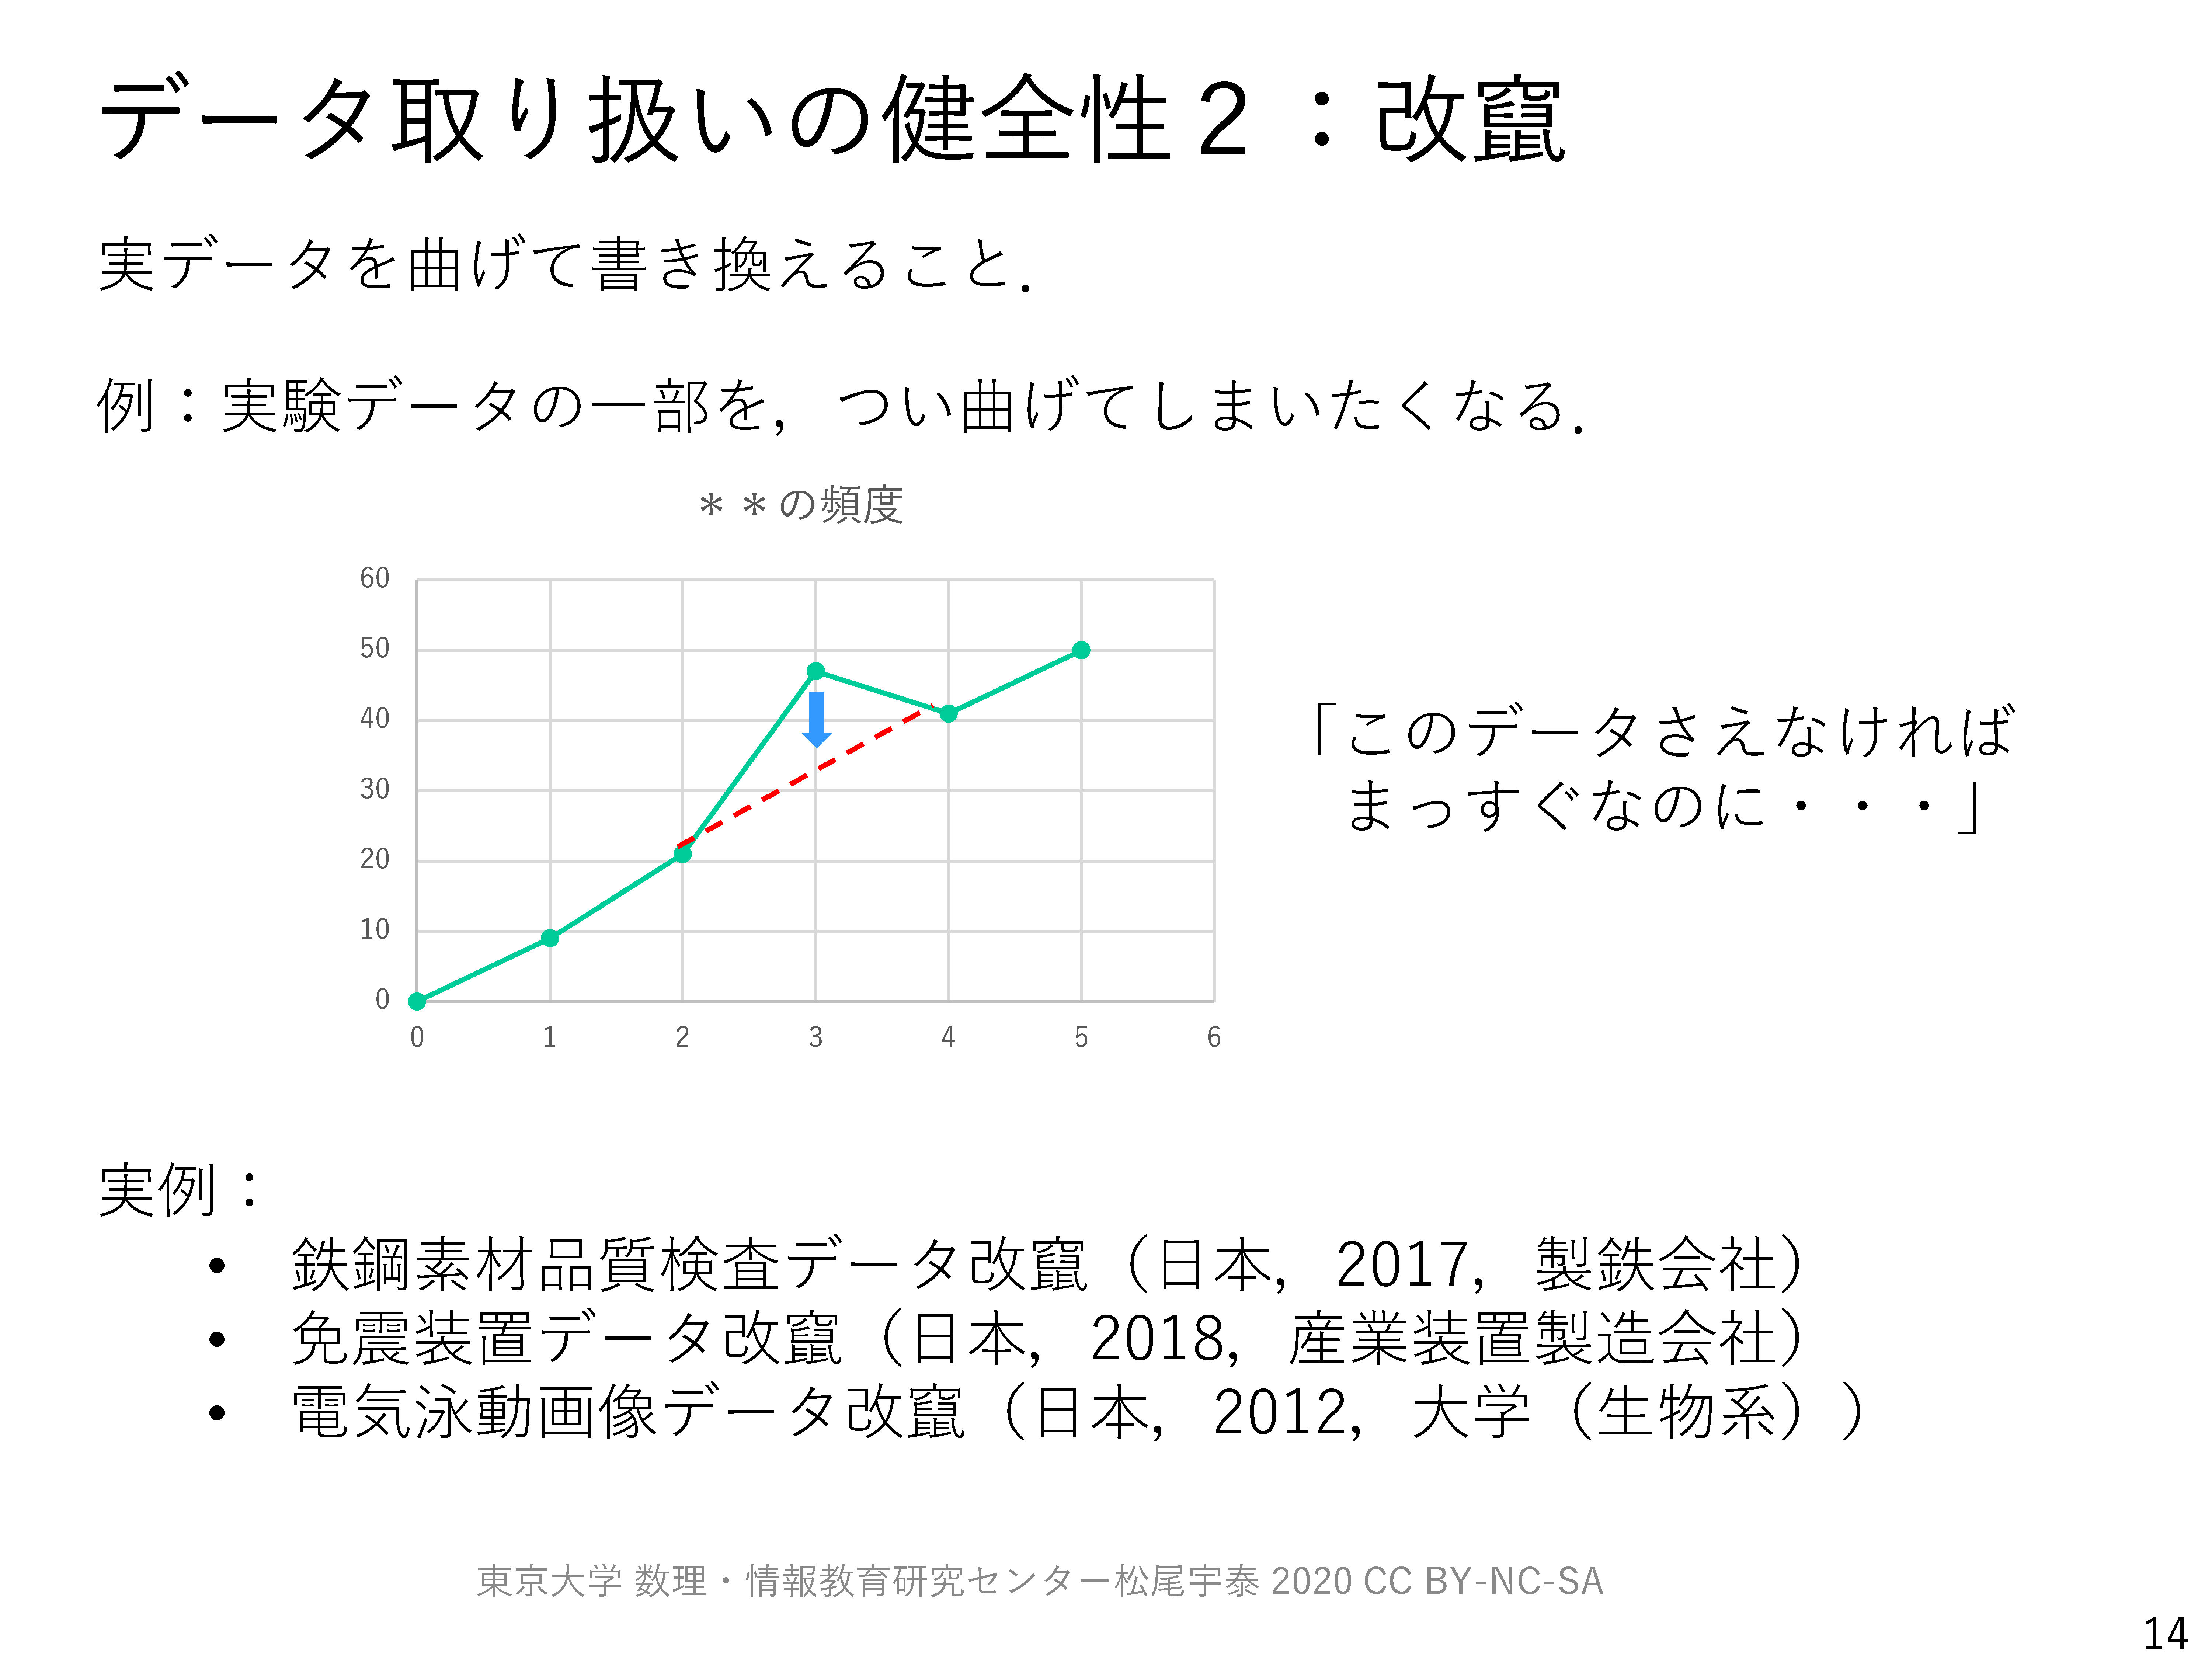 データ取り扱いの健全性２：改竄
実データを曲げて書き換えること．
例：実験データの一部を，つい曲げてしまいたくなる．
＊＊の頻度
60
50
40
30
20
10
0
0 1 2 3 4 5 6
「このデータさえなければ
まっすぐなのに・・・」
実例：
• 鉄鋼素材品質検査データ改竄（日本，2017，製鉄会社）
• 免震装置データ改竄（日本，2018，産業装置製造会社）
• 電気泳動画像データ改竄（日本，2012，大学（生物系））
東京大学 数理・情報教育研究センター松尾宇泰 2020 CC BY-NC-SA
14